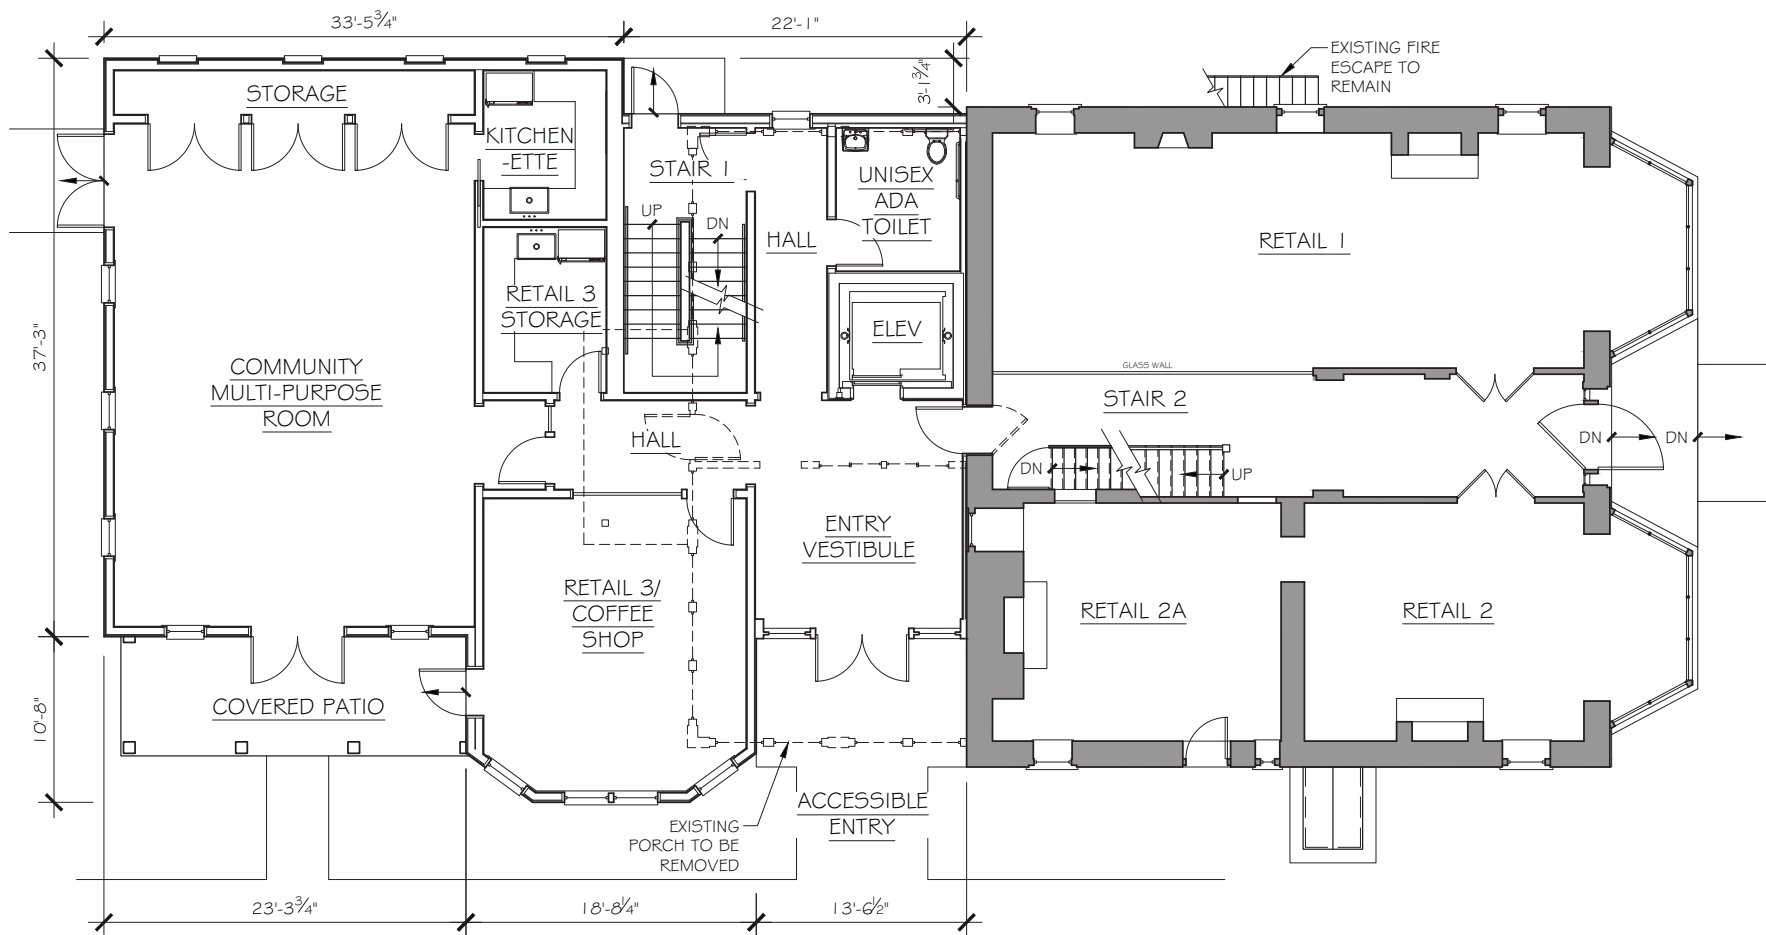 33'-5¾"
22'-1"
3'-1¾"
EXISTING FIRE
ESCAPE TO
REMAIN
STORAGE
KITCHEN
-ETTE
STAIR 1
UNISEX
ADA
TOILET
UP
DN
HALL
RETAIL 1
RETAIL 3
STORAGE
ELEV
37'-3"
COMMUNITY
MULTI-PURPOSE
ROOM
GLASS WALL
STAIR 2
HALL
DN
DN
DN
UP
ENTRY
VESTIBULE
RETAIL 3/
COFFEE
SHOP
RETAIL 2A
RETAIL 2
COVERED PATIO
10'-8"
ACCESSIBLE
ENTRY
EXISTING
PORCH TO BE
REMOVED
23'-3¾"
18'-8¼"
13'-6½"